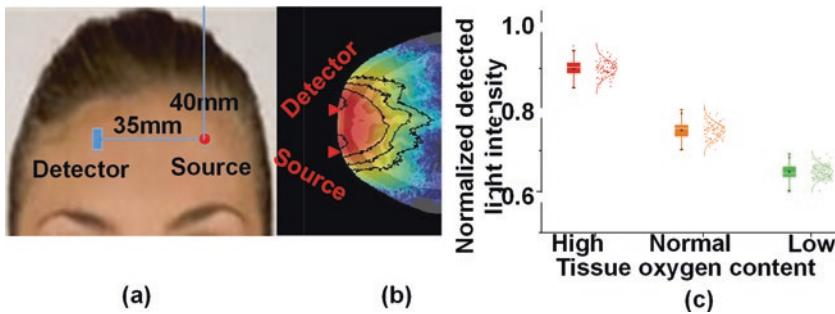 40mm
35mm
Detector
Source
(a)
Detector
Source
(b)
Normalized detected
light intensity
1.0
0.8
0.6
High Normal Low
Tissue oxygen content
(c)